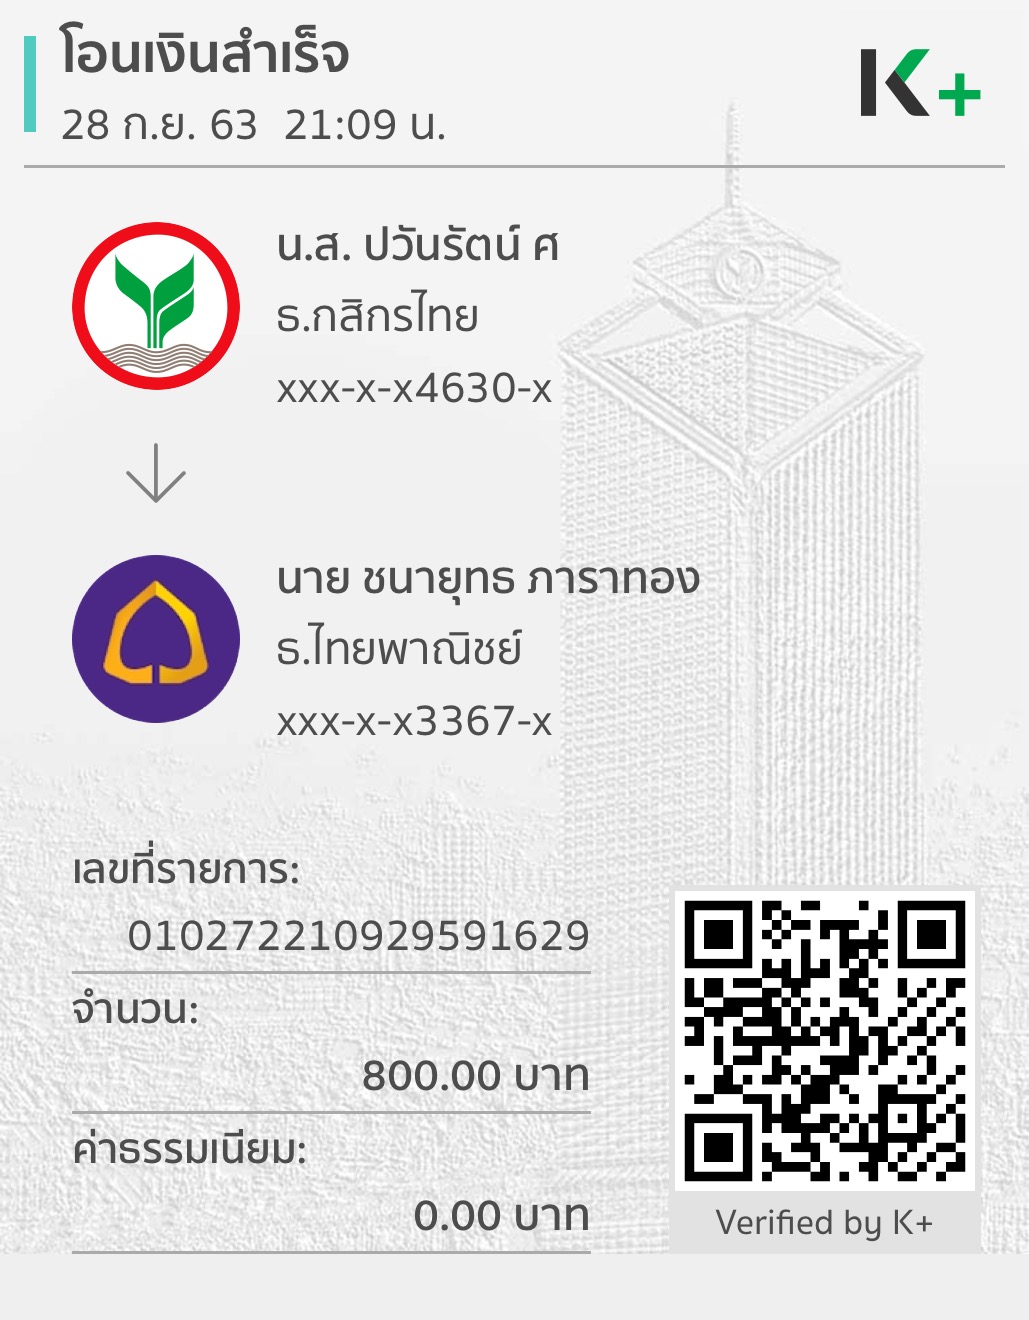 โอนเงินสำเร็จ
28 ก.ย. 63 21:09 น.
K+
น.ส. ปวันรัตน์ ศ
ธ.กสิกรไทย
xxx-x-x4630-x
นาย ชนายุทธ ภาราทอง
ธ.ไทยพาณิชย์
xxx-x-x3367-x
เลขที่รายการ:
010272210929591629
จำนวน:
800.00 บาท
ค่าธรรมเนียม:
0.00 บาท
Verified by K+